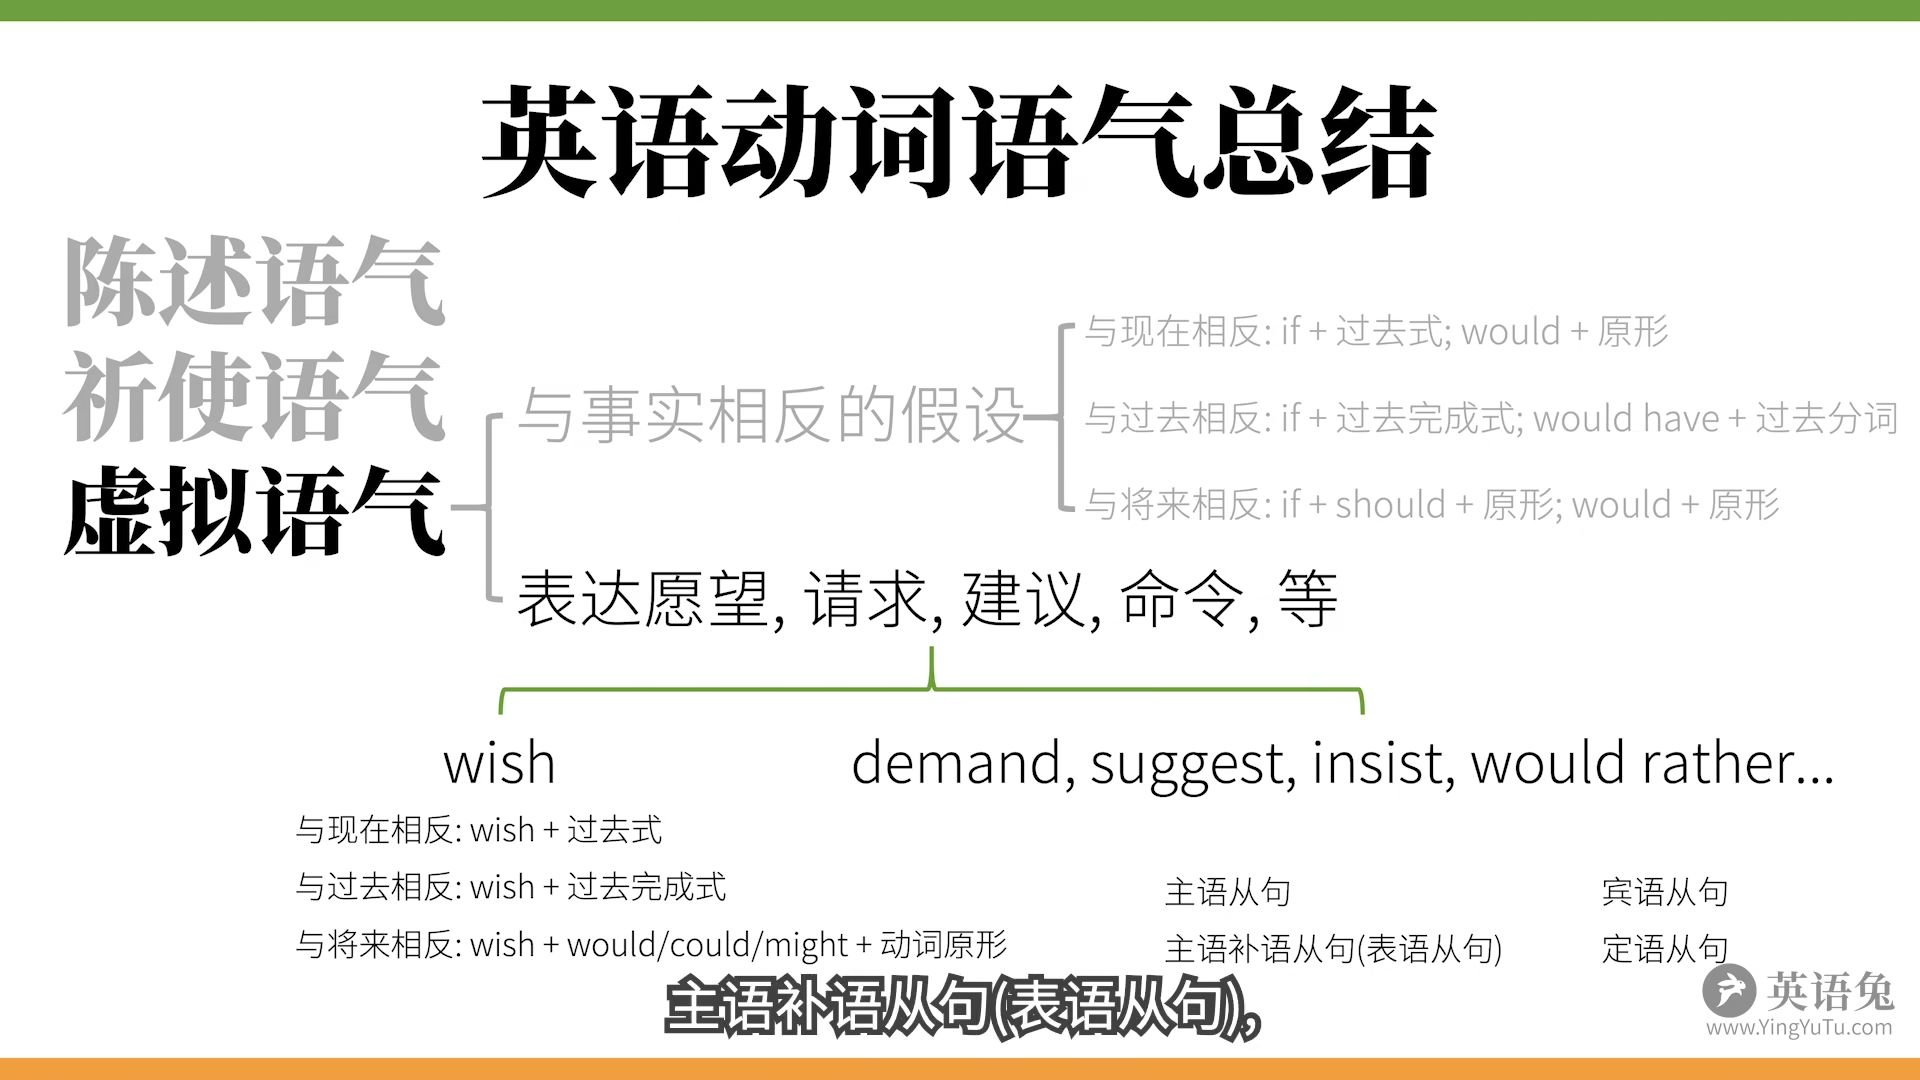 英语动词语气总结
陈述语气
祈使语气
虚拟语气
与事实相反的假设
与现在相反: if + 过去式; would + 原形
与过去相反: if + 过去完成式; would have + 过去分词
与将来相反: if + should + 原形; would + 原形
表达愿望, 请求, 建议, 命令, 等
wish
与现在相反: wish + 过去式
与过去相反: wish + 过去完成式
与将来相反: wish + would/could/might + 动词原形
demand, suggest, insist, would rather...
主语从句
宾语从句
主语补语从句(表语从句)
定语从句
主语补语从句(表语从句),
英语兔
www.YingYuTu.com